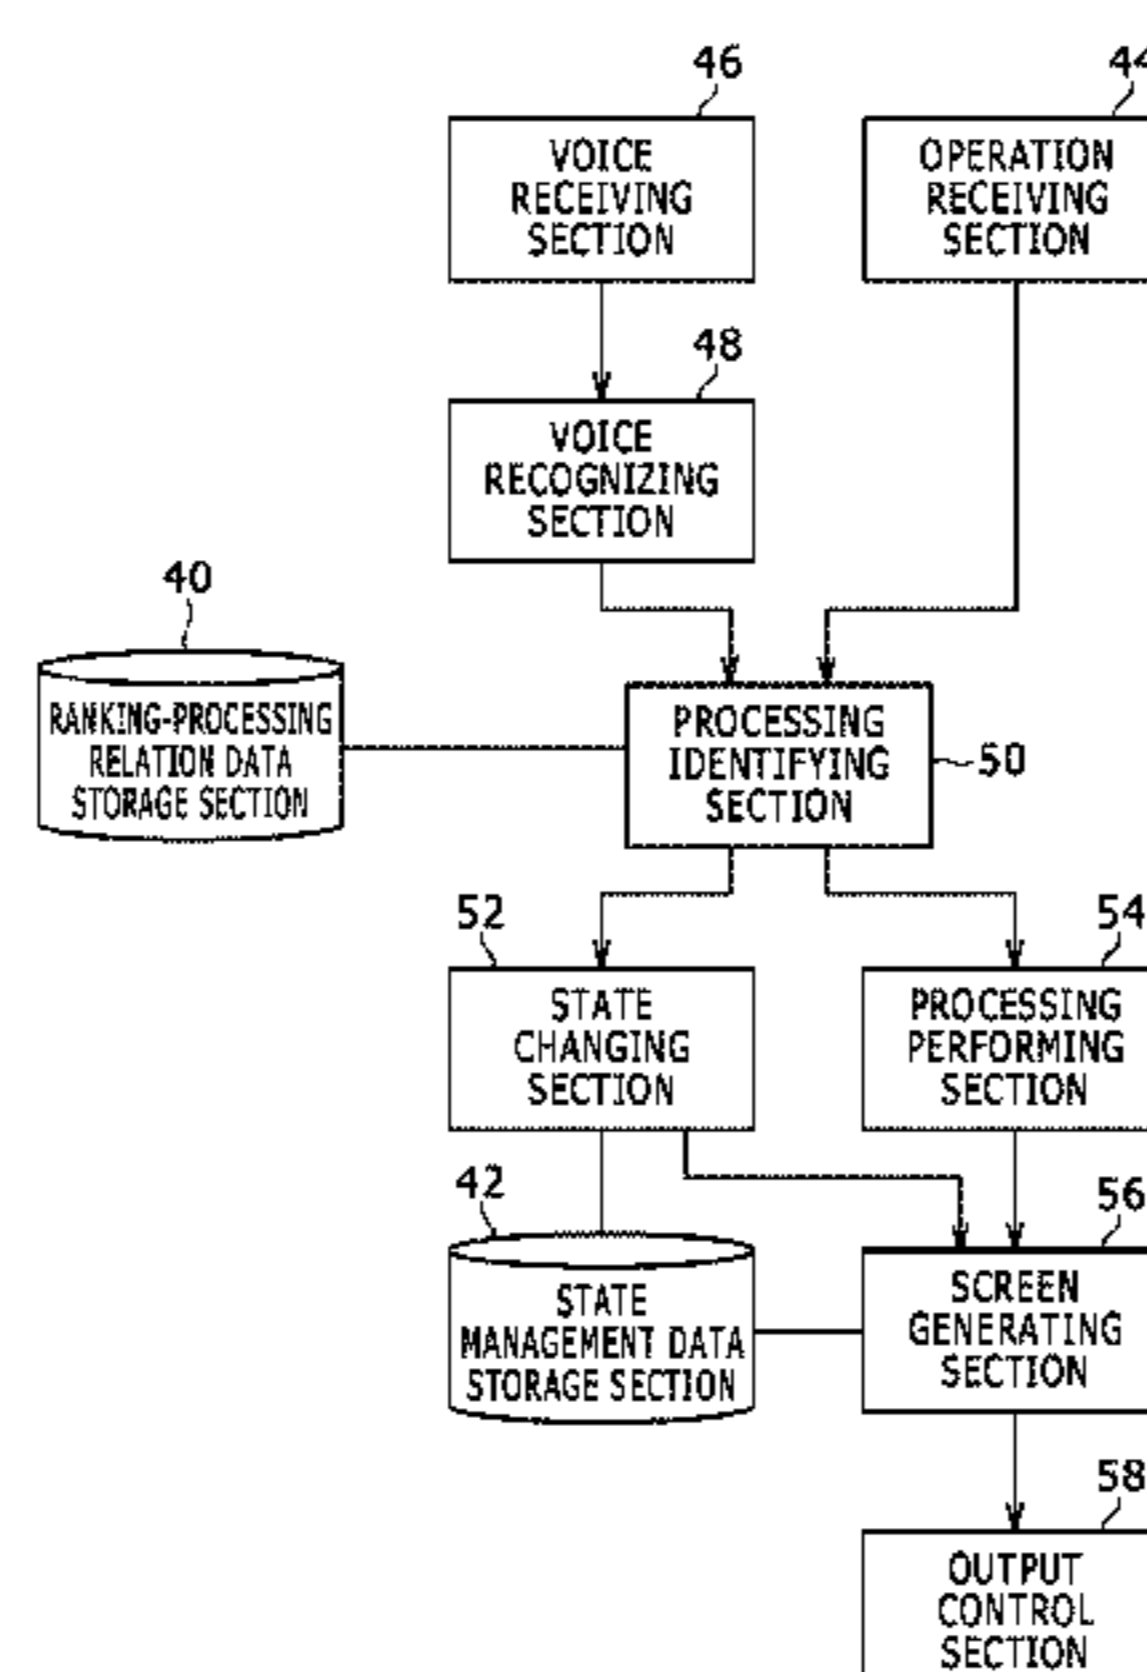 46
44
VOICE
RECEIVING
SECTION
OPERATION
RECEIVING
SECTION
48
VOICE
RECOGNIZING
SECTION
40
RANKING-PROCESSING
RELATION DATA
STORAGE SECTION
PROCESSING
IDENTIFYING
SECTION
50
52
54
STATE
CHANGING
SECTION
PROCESSING
PERFORMING
SECTION
42
56
STATE
MANAGEMENT DATA
STORAGE SECTION
SCREEN
GENERATING
SECTION
58
OUTPUT
CONTROL
SECTION